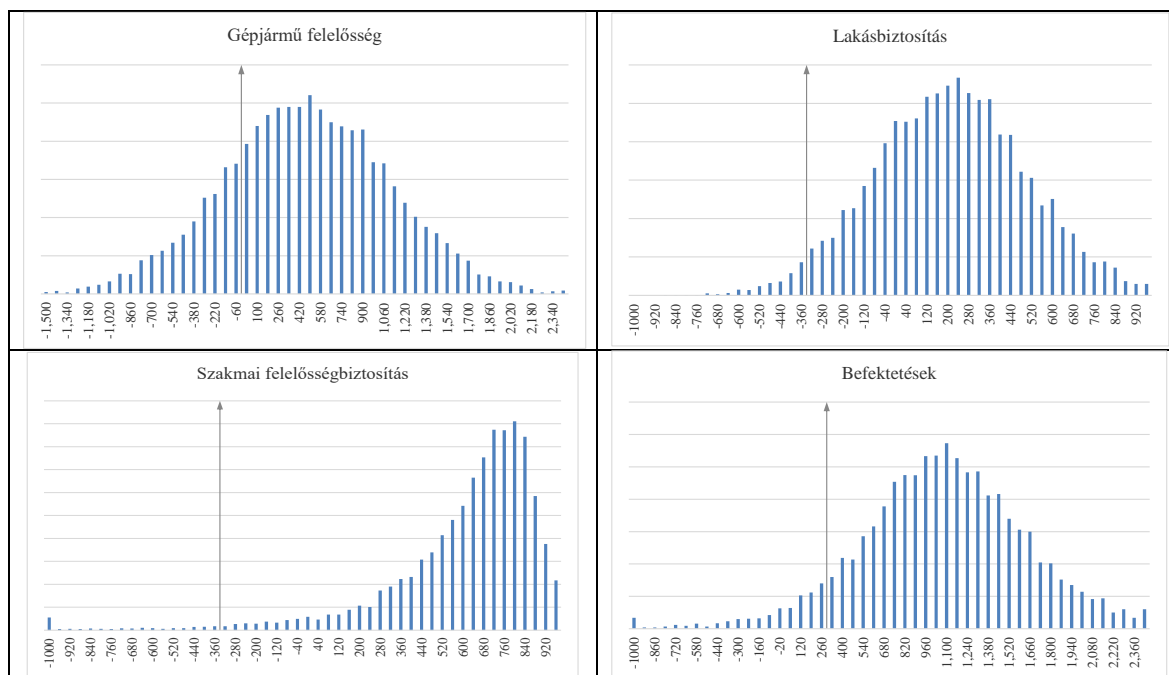 Gépjármű felelősség
-1,500 -1,340 -1,180 -1,020 -860 -700 -540 -380 -220 -60 100 260 420 580 740 900 1,060 1,220 1,380 1,540 1,700 1,860 2,020 2,180 2,340
Lakásbiztosítás
-1000 -920 -840 -760 -680 -600 -520 -440 -360 -280 -200 -120 -40 40 120 200 280 360 440 520 600 680 760 840 920
Szakmai felelősségbiztosítás
-1000 -920 -840 -760 -680 -600 -520 -440 -360 -280 -200 -120 -40 40 120 200 280 360 440 520 600 680 760 840 920
Befektetések
-1000 -860 -720 -580 -440 -300 -160 -20 120 260 400 540 680 820 960 1,100 1,240 1,380 1,520 1,660 1,800 1,940 2,080 2,220 2,360